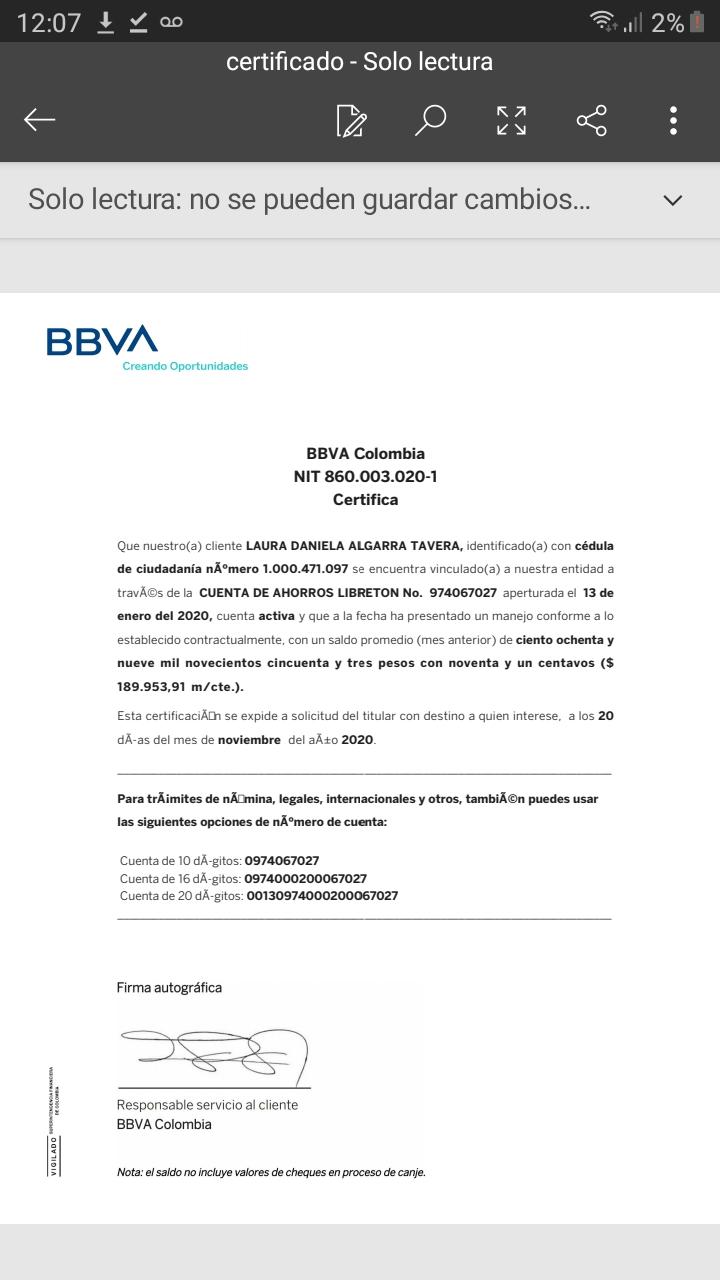 12:07 2%
certificado - Solo lectura
Solo lectura: no se pueden guardar cambios...
BBVA
Creando Oportunidades
BBVA Colombia
NIT 860.003.020-1
Certifica
Que nuestro(a) cliente LAURA DANIELA ALGARRA TAVERA, identificado(a) con cédula
de ciudadanía nÃºmero 1.000.471.097 se encuentra vinculado(a) a nuestra entidad a
travÃ©s de la CUENTA DE AHORROS LIBRETON No. 974067027 aperturada el 13 de
enero del 2020, cuenta activa y que a la fecha ha presentado un manejo conforme a lo
establecido contractualmente, con un saldo promedio (mes anterior) de ciento ochenta y
nueve mil novecientos cincuenta y tres pesos con noventa y un centavos ($
189.953,91 m/cte.).
Esta certificaciÃ□n se expide a solicitud del titular con destino a quien interese, a los 20
dÃ-as del mes de noviembre del aÃ±o 2020.
Para trÃimites de nÃ□mina, legales, internacionales y otros, tambiÃ©n puedes usar
las siguientes opciones de nÃºmero de cuenta:
Cuenta de 10 dÃ-gitos: 0974067027
Cuenta de 16 dÃ-gitos: 0974000200067027
Cuenta de 20 dÃ-gitos: 00130974000200067027
Firma autográfica
Responsable servicio al cliente
BBVA Colombia
VIGILADO SUPERINTENDENCIA FINANCIERA
DE COLOMBIA
Nota: el saldo no incluye valores de cheques en proceso de canje.